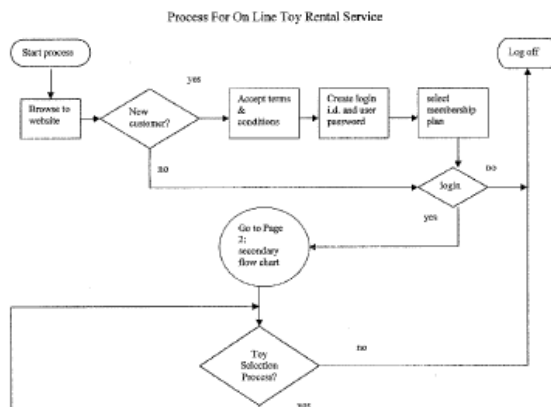 Process For On Line Toy Rental Service
Start process
Log off
yes
Browse to
website
New
customer?
Accept terms
&
conditions
Create login
i.d. and user
password
select
membership
plan
no
login
no
yes
Go to Page
2:
secondary
flow chart
Toy
Selection
Process?
no
yes